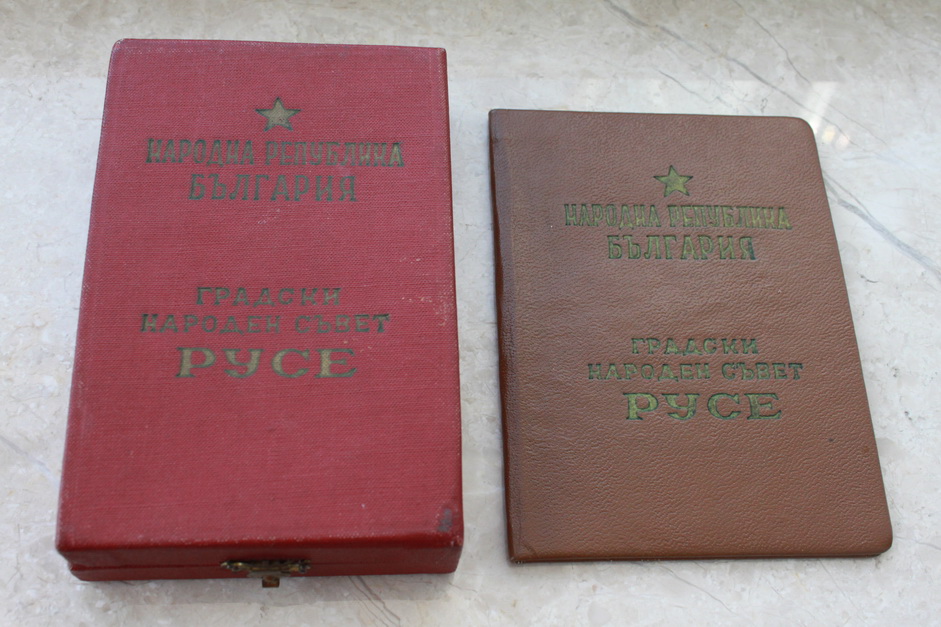 НАРОДНА РЕПУБЛИКА
БЪЛГАРИЯ
ГРАДСКИ
НАРОДЕН СЪВЕТ
РУСЕ
НАРОДНА РЕПУБЛИКА
БЪЛГАРИЯ
ГРАДСКИ
НАРОДЕН СЪВЕТ
РУСЕ